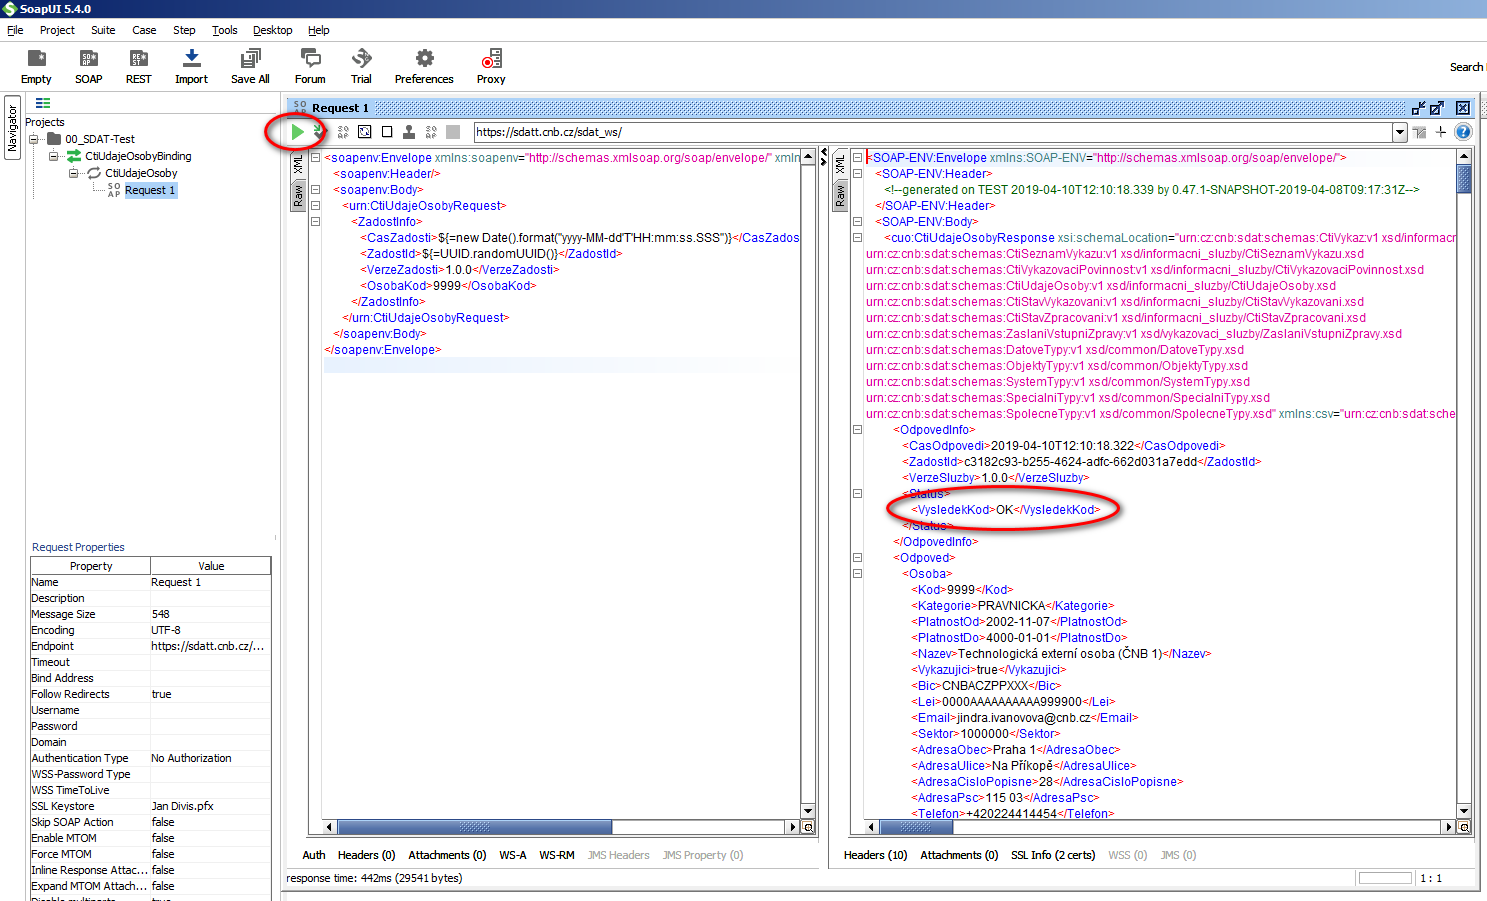 SoapUI 5.4.0
File Project Suite Case Step Tools Desktop Help
Empty SOAP REST Import Save All Forum Trial Preferences Proxy
Search
Navigator
Projects
00_SDAT-Test
CtiUdajeOsobyBinding
CtiUdajeOsoby
Request 1
Request Properties
Property Value
Name Request 1
Description
Message Size 548
Encoding UTF-8
Endpoint https://sdatt.cnb.cz/...
Timeout
Bind Address
Follow Redirects true
Username
Password
Domain
Authentication Type No Authorization
WSS-Password Type
WSS TimeToLive
SSL Keystore Jan Divis.pfx
Skip SOAP Action false
Enable MTOM false
Force MTOM false
Inline Response Attac... false
Expand MTOM Attach... false
Disable multiparts true
Request 1
https://sdatt.cnb.cz/sdat_ws/
XML
Raw
<soapenv:Envelope xmlns:soapenv="http://schemas.xmlsoap.org/soap/envelope/" xmln
<soapenv:Header/>
<soapenv:Body>
<urn:CtiUdajeOsobyRequest>
<ZadostInfo>
<CasZadosti>${=new Date().format("yyyy-MM-dd'T'HH:mm:ss.SSS")}</CasZados
<ZadostId>${=UUID.randomUUID()}</ZadostId>
<VerzeZadosti>1.0.0</VerzeZadosti>
<OsobaKod>9999</OsobaKod>
</ZadostInfo>
</urn:CtiUdajeOsobyRequest>
</soapenv:Body>
</soapenv:Envelope>
Auth Headers (0) Attachments (0) WS-A WS-RM JMS Headers JMS Property (0)
response time: 442ms (29541 bytes)
XML
Raw
<SOAP-ENV:Envelope xmlns:SOAP-ENV="http://schemas.xmlsoap.org/soap/envelope/">
<SOAP-ENV:Header>
<!--generated on TEST 2019-04-10T12:10:18.339 by 0.47.1-SNAPSHOT-2019-04-08T09:17:31Z-->
</SOAP-ENV:Header>
<SOAP-ENV:Body>
<cuo:CtiUdajeOsobyResponse xsi:schemaLocation="urn:cz:cnb:sdat:schemas:CtiVykaz:v1 xsd/informacn
urn:cz:cnb:sdat:schemas:CtiSeznamVykazu:v1 xsd/informacni_sluzby/CtiSeznamVykazu.xsd
urn:cz:cnb:sdat:schemas:CtiVykazovaciPovinnost:v1 xsd/informacni_sluzby/CtiVykazovaciPovinnost.xsd
urn:cz:cnb:sdat:schemas:CtiUdajeOsoby:v1 xsd/informacni_sluzby/CtiUdajeOsoby.xsd
urn:cz:cnb:sdat:schemas:CtiStavVykazovani:v1 xsd/informacni_sluzby/CtiStavVykazovani.xsd
urn:cz:cnb:sdat:schemas:CtiStavZpracovani:v1 xsd/informacni_sluzby/CtiStavZpracovani.xsd
urn:cz:cnb:sdat:schemas:ZaslaniVstupniZpravy:v1 xsd/vykazovaci_sluzby/ZaslaniVstupniZpravy.xsd
urn:cz:cnb:sdat:schemas:DatoveTypy:v1 xsd/common/DatoveTypy.xsd
urn:cz:cnb:sdat:schemas:ObjektyTypy:v1 xsd/common/ObjektyTypy.xsd
urn:cz:cnb:sdat:schemas:SystemTypy:v1 xsd/common/SystemTypy.xsd
urn:cz:cnb:sdat:schemas:SpecialniTypy:v1 xsd/common/SpecialniTypy.xsd
urn:cz:cnb:sdat:schemas:SpolecneTypy:v1 xsd/common/SpolecneTypy.xsd" xmlns:csv="urn:cz:cnb:sdat:sche
<OdpovedInfo>
<CasOdpovedi>2019-04-10T12:10:18.322</CasOdpovedi>
<ZadostId>c3182c93-b255-4624-adfc-662d031a7edd</ZadostId>
<VerzeSluzby>1.0.0</VerzeSluzby>
<Status>
<VysledekKod>OK</VysledekKod>
</Status>
</OdpovedInfo>
<Odpoved>
<Osoba>
<Kod>9999</Kod>
<Kategorie>PRAVNICKA</Kategorie>
<PlatnostOd>2002-11-07</PlatnostOd>
<PlatnostDo>4000-01-01</PlatnostDo>
<Nazev>Technologická externí osoba (ČNB 1)</Nazev>
<Vykazujici>true</Vykazujici>
<Bic>CNBACZPPXXX</Bic>
<Lei>0000AAAAAAAAAA999900</Lei>
<Email>jindra.ivanovova@cnb.cz</Email>
<Sektor>1000000</Sektor>
<AdresaObec>Praha 1</AdresaObec>
<AdresaUlice>Na Příkopě</AdresaUlice>
<AdresaCisloPopisne>28</AdresaCisloPopisne>
<AdresaPsc>115 03</AdresaPsc>
<Telefon>+420224414454</Telefon>
Headers (10) Attachments (0) SSL Info (2 certs) WSS (0) JMS (0)
1 : 1